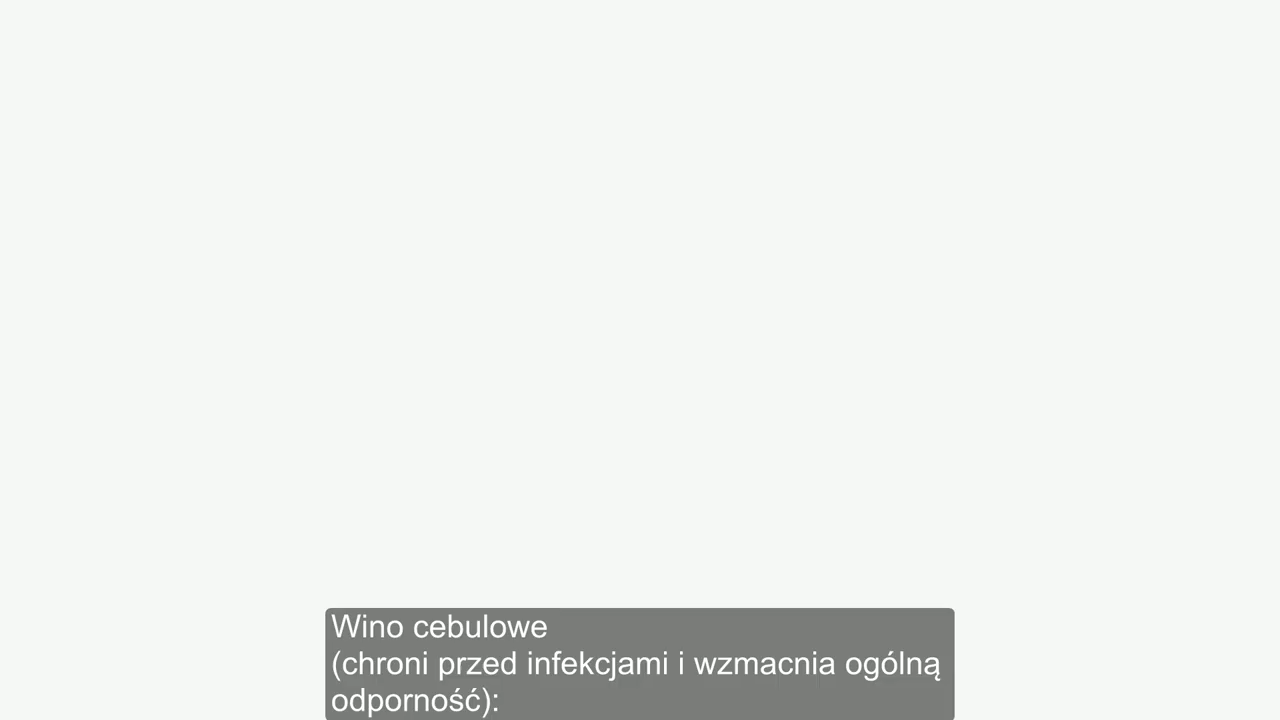 Wino cebulowe
(chroni przed infekcjami i wzmacnia ogólną
odporność):